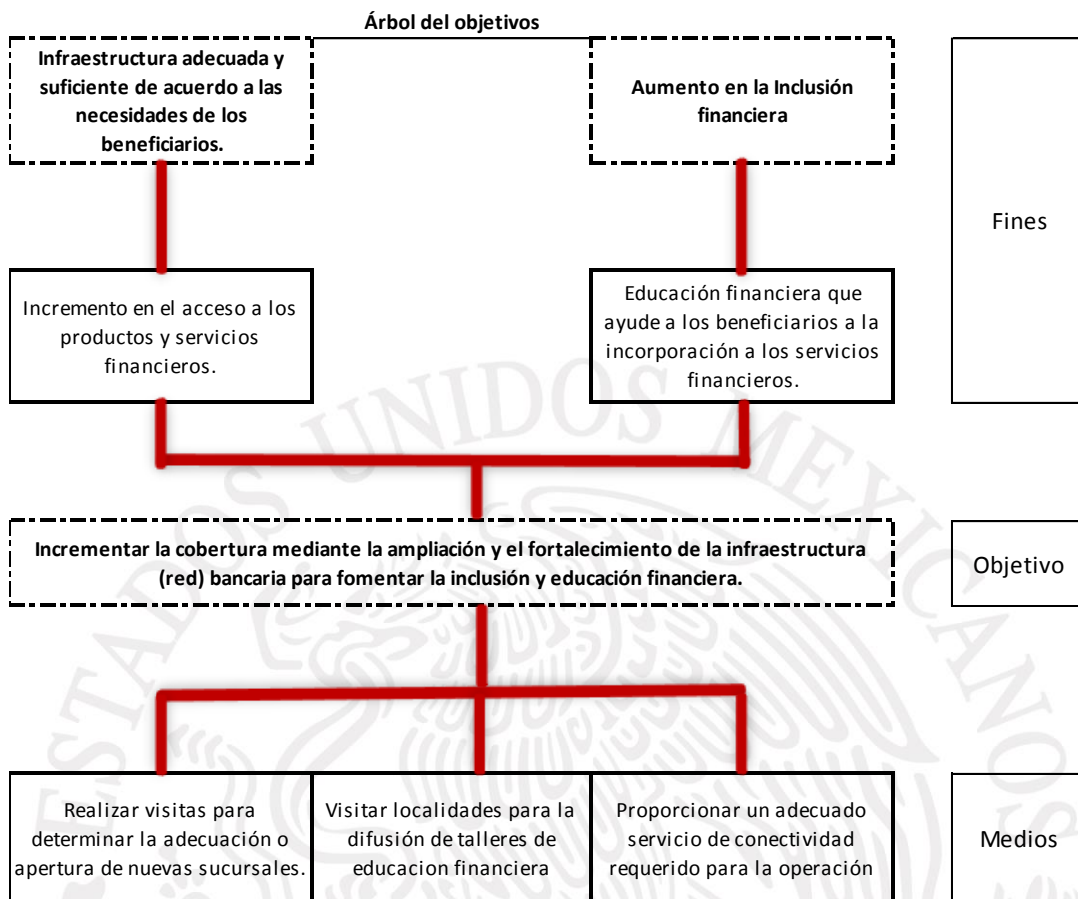 Árbol del objetivos
Infraestructura adecuada y
suficiente de acuerdo a las
necesidades de los
beneficiarios.
Aumento en la Inclusión
financiera
Fines
Incremento en el acceso a los
productos y servicios
financieros.
Educación financiera que
ayude a los beneficiarios a la
incorporación a los servicios
financieros.
Incrementar la cobertura mediante la ampliación y el fortalecimiento de la infraestructura
(red) bancaria para fomentar la inclusión y educación financiera.
Objetivo
Realizar visitas para
determinar la adecuación o
apertura de nuevas sucursales.
Visitar localidades para la
difusión de talleres de
educacion financiera
Proporcionar un adecuado
servicio de conectividad
requerido para la operación
Medios
ESTADOS UNIDOS MEXICANOS